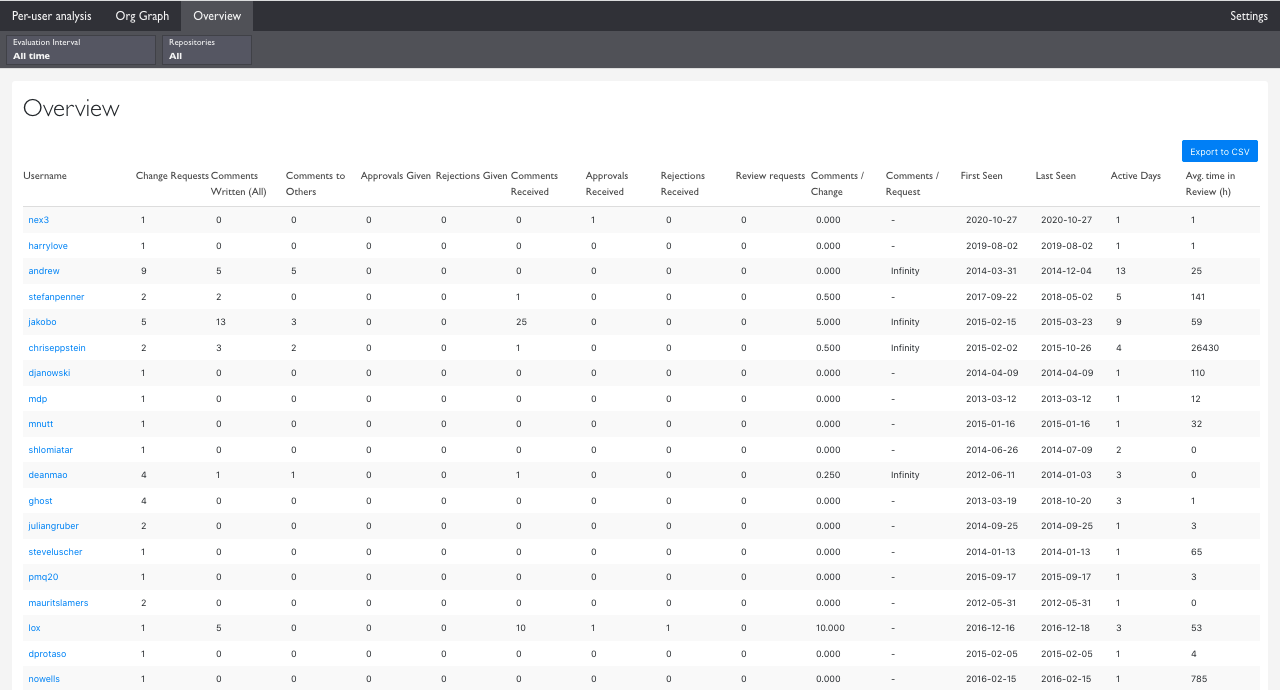 Per-user analysis Org Graph Overview Settings
Evaluation Interval Repositories
All time All
Overview
Export to CSV
Username Change Requests Comments Comments to Approvals Given Rejections Given Comments Approvals Rejections Review requests Comments / Comments / First Seen Last Seen Active Days Avg. time in
Written (All) Others Received Received Received Change Request Review (h)
nex3 1 0 0 0 0 0 1 0 0 0.000 - 2020-10-27 2020-10-27 1 1
harrylove 1 0 0 0 0 0 0 0 0 0.000 - 2019-08-02 2019-08-02 1 1
andrew 9 5 5 0 0 0 0 0 0 0.000 Infinity 2014-03-31 2014-12-04 13 25
stefanpenner 2 2 0 0 0 1 0 0 0 0.500 - 2017-09-22 2018-05-02 5 141
jakobo 5 13 3 0 0 25 0 0 0 5.000 Infinity 2015-02-15 2015-03-23 9 59
chriseppstein 2 3 2 0 0 1 0 0 0 0.500 Infinity 2015-02-02 2015-10-26 4 26430
djanowski 1 0 0 0 0 0 0 0 0 0.000 - 2014-04-09 2014-04-09 1 110
mdp 1 0 0 0 0 0 0 0 0 0.000 - 2013-03-12 2013-03-12 1 12
mnutt 1 0 0 0 0 0 0 0 0 0.000 - 2015-01-16 2015-01-16 1 32
shlomiatar 1 0 0 0 0 0 0 0 0 0.000 - 2014-06-26 2014-07-09 2 0
deanmao 4 1 1 0 0 1 0 0 0 0.250 Infinity 2012-06-11 2014-01-03 3 0
ghost 4 0 0 0 0 0 0 0 0 0.000 - 2013-03-19 2018-10-20 3 1
juliangruber 2 0 0 0 0 0 0 0 0 0.000 - 2014-09-25 2014-09-25 1 3
steveluscher 1 0 0 0 0 0 0 0 0 0.000 - 2014-01-13 2014-01-13 1 65
pmq20 1 0 0 0 0 0 0 0 0 0.000 - 2015-09-17 2015-09-17 1 3
mauritslamers 2 0 0 0 0 0 0 0 0 0.000 - 2012-05-31 2012-05-31 1 0
lox 1 5 0 0 0 10 1 1 0 10.000 - 2016-12-16 2016-12-18 3 53
dprotaso 1 0 0 0 0 0 0 0 0 0.000 - 2015-02-05 2015-02-05 1 4
nowells 1 0 0 0 0 0 0 0 0 0.000 - 2016-02-15 2016-02-15 1 785